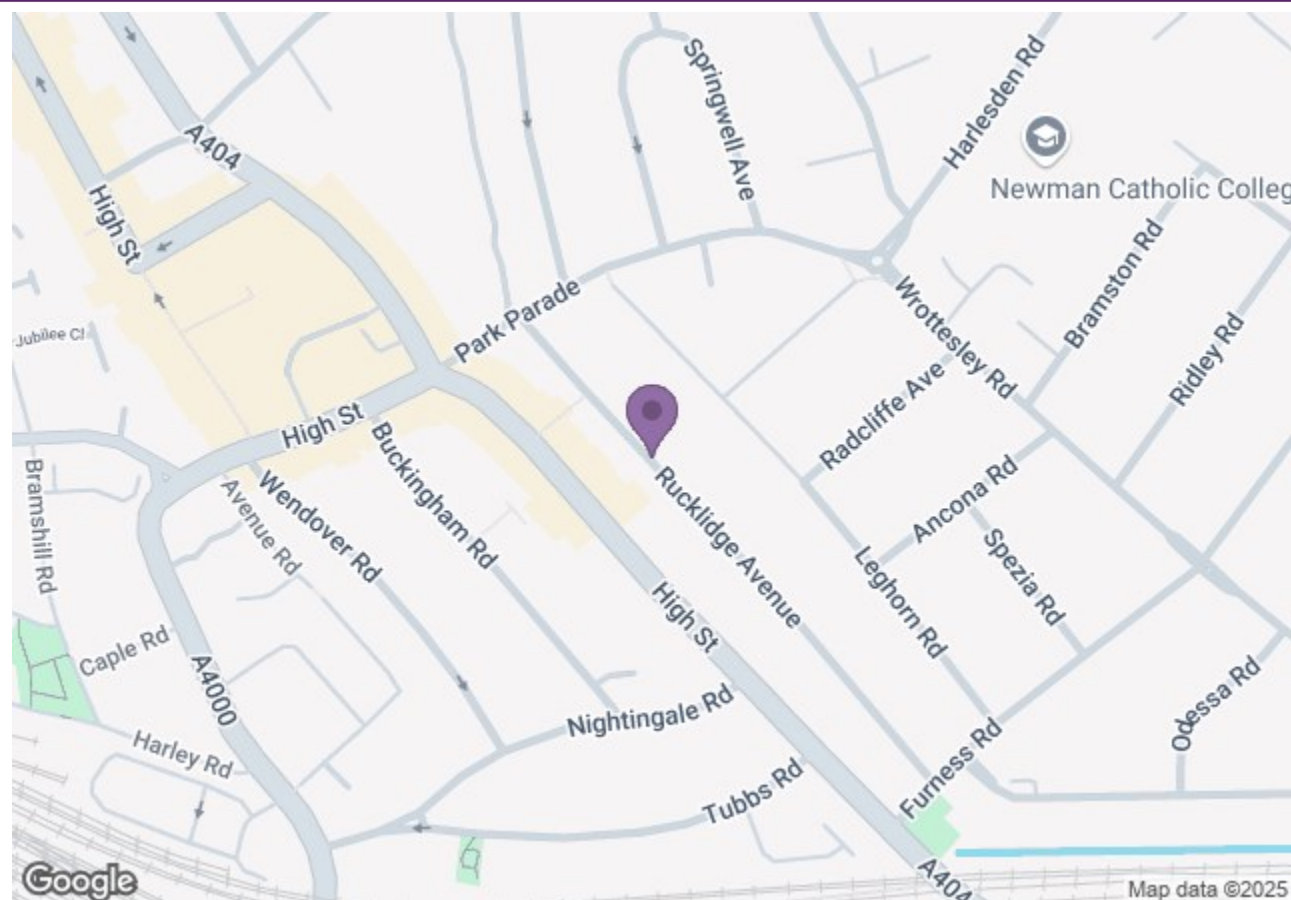 Springwell Ave
Harlesden Rd
A404
Newman Catholic Colleg
High St
Bramston Rd
Park Parade
Wrottesley Rd
Ridley Rd
Jubilee Cl
Radcliffe Ave
High St
Buckingham Rd
Rucklidge Avenue
Ancona Rd
Bramshill Rd
Avenue Rd
Wendover Rd
Spezia Rd
Leghorn Rd
High St
Caple Rd
A4000
Nightingale Rd
Odessa Rd
Harley Rd
Furness Rd
Tubbs Rd
A404
Google
Map data ©2025